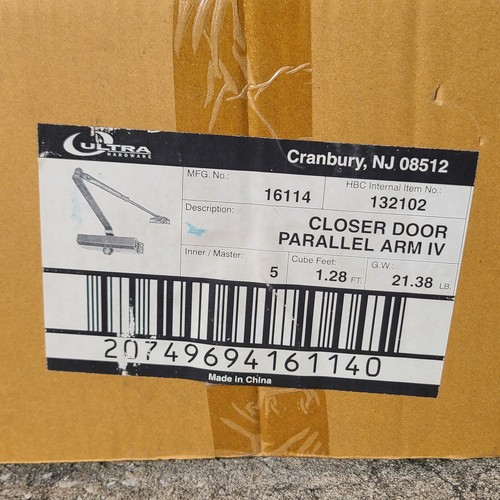 ULTRA
HARDWARE
Cranbury, NJ 08512
MFG. No.:
16114
HBC Internal Item No.:
132102
Description:
CLOSER DOOR
PARALLEL ARM IV
Inner / Master:
5
Cube Feet:
1.28 FT.
G.W.:
21.38 LB.
20749694161140
Made in China